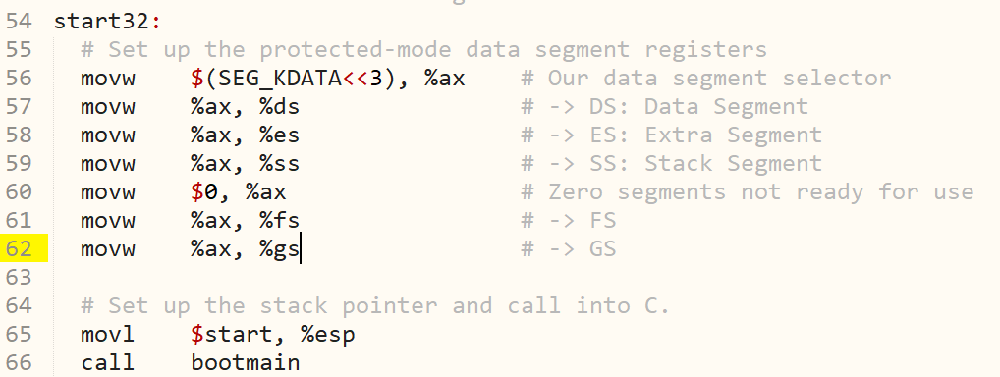 54 start32:
55 # Set up the protected-mode data segment registers
56 movw $(SEG_KDATA<<3), %ax # Our data segment selector
57 movw %ax, %ds # -> DS: Data Segment
58 movw %ax, %es # -> ES: Extra Segment
59 movw %ax, %ss # -> SS: Stack Segment
60 movw $0, %ax # Zero segments not ready for use
61 movw %ax, %fs # -> FS
62 movw %ax, %gs # -> GS
63
64 # Set up the stack pointer and call into C.
65 movl $start, %esp
66 call bootmain